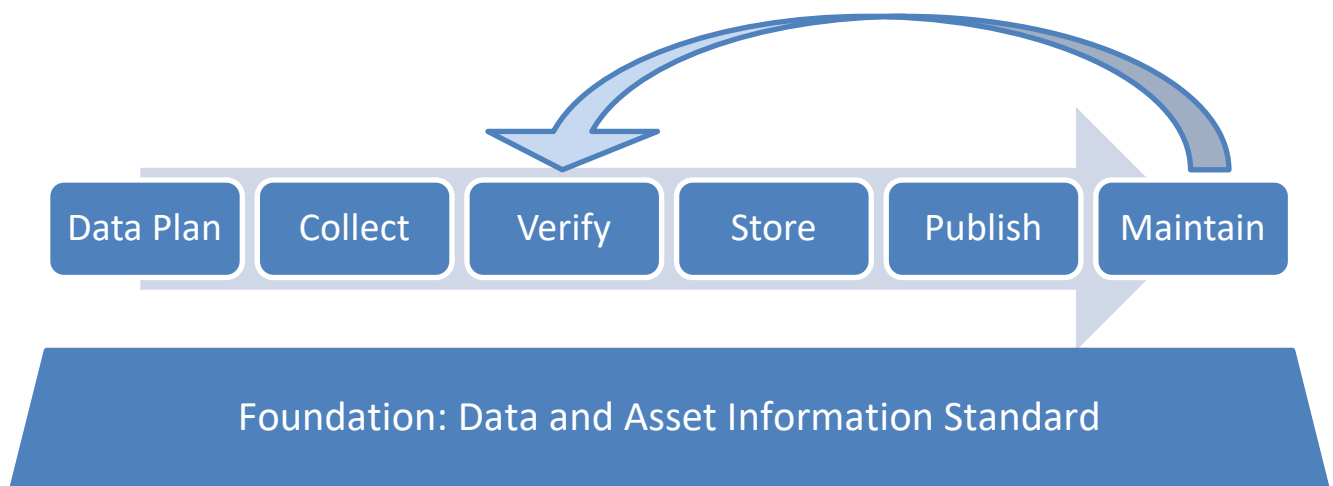 Data Plan
Collect
Verify
Store
Publish
Maintain
Foundation: Data and Asset Information Standard